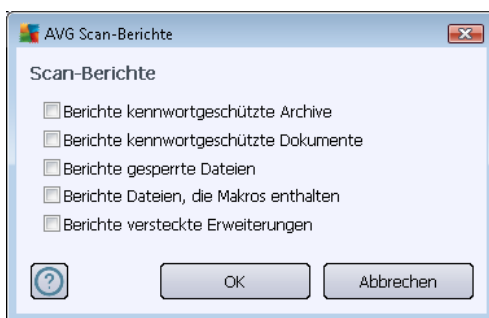 AVG Scan-Berichte
Scan-Berichte
Berichte kennwortgeschützte Archive
Berichte kennwortgeschützte Dokumente
Berichte gesperrte Dateien
Berichte Dateien, die Makros enthalten
Berichte versteckte Erweiterungen
?
OK
Abbrechen